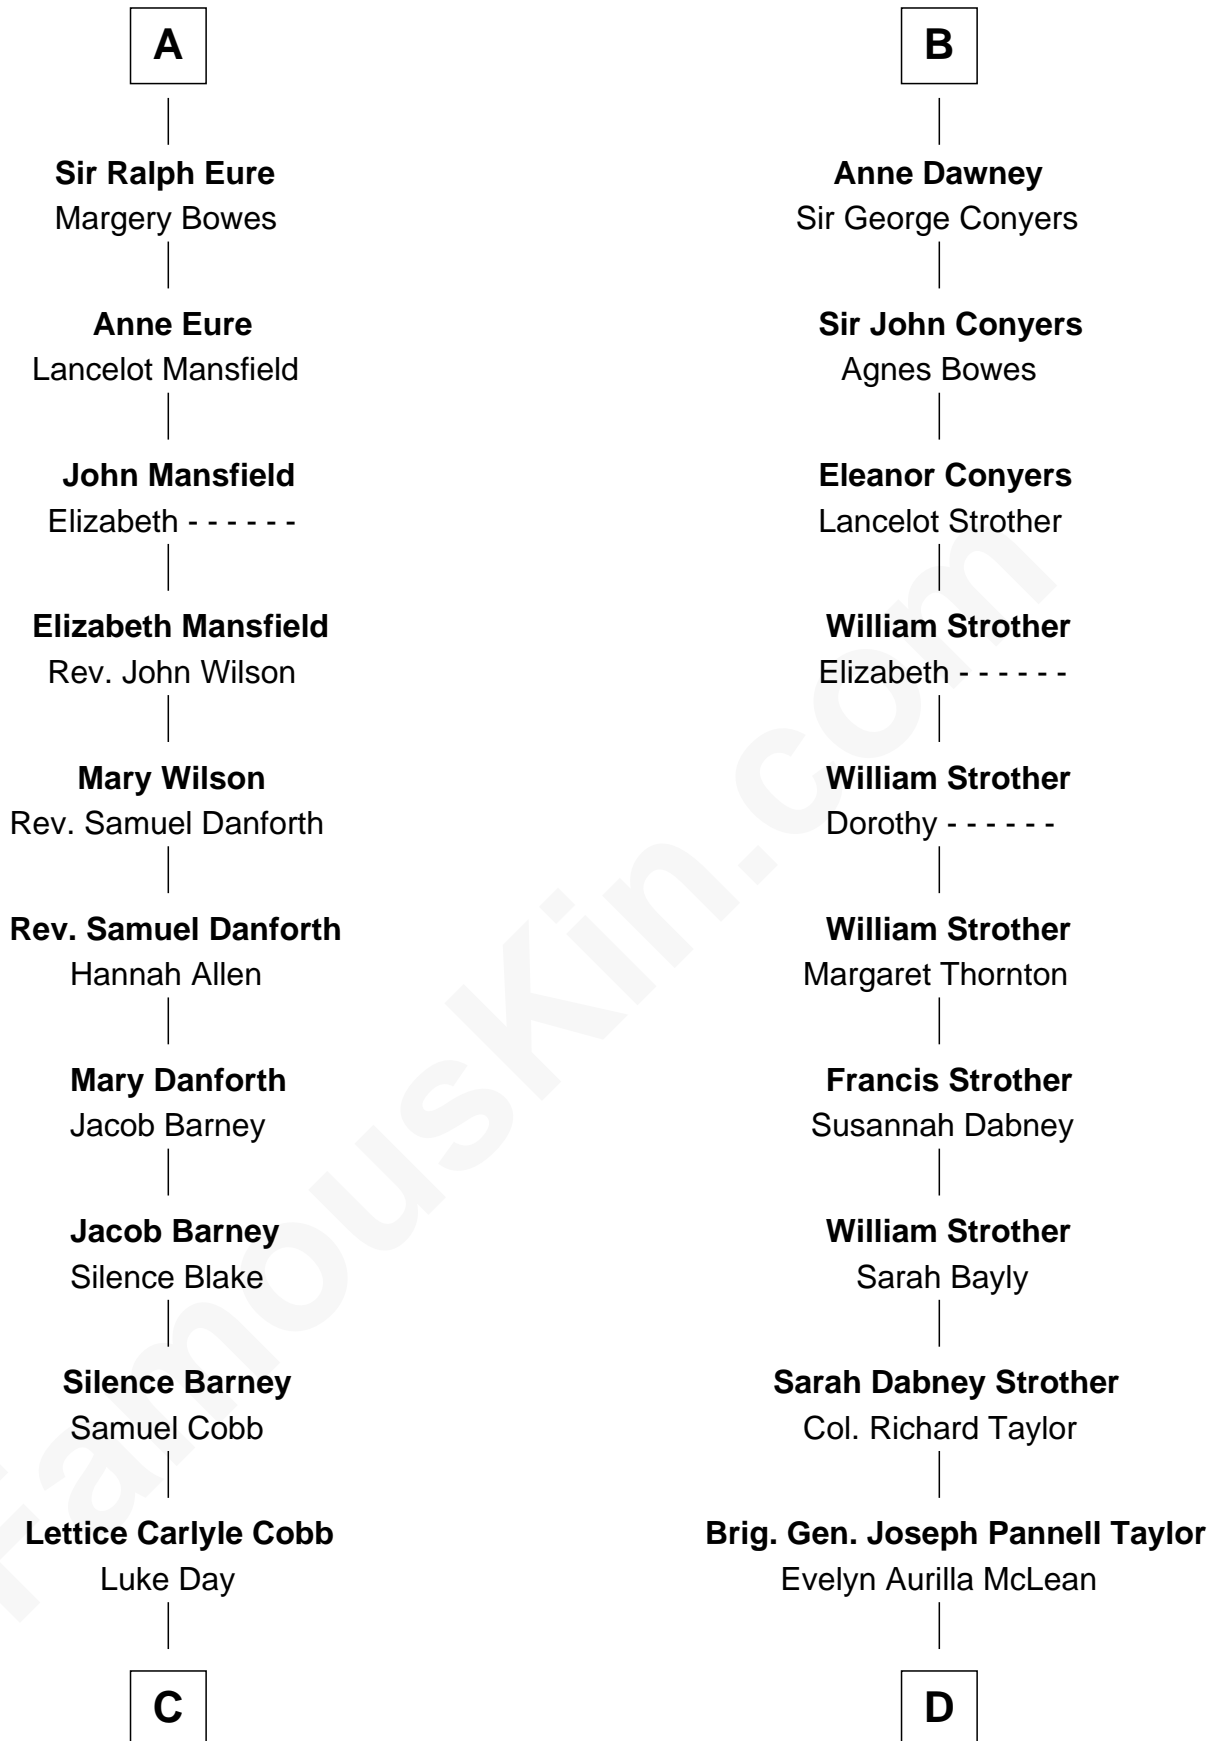 A
Sir Ralph Eure
Margery Bowes
Anne Eure
Lancelot Mansfield
John Mansfield
Elizabeth - - - - - -
Elizabeth Mansfield
Rev. John Wilson
Mary Wilson
Rev. Samuel Danforth
Rev. Samuel Danforth
Hannah Allen
Mary Danforth
Jacob Barney
Jacob Barney
Silence Blake
Silence Barney
Samuel Cobb
Lettice Carlyle Cobb
Luke Day
C
B
Anne Dawney
Sir George Conyers
Sir John Conyers
Agnes Bowes
Eleanor Conyers
Lancelot Strother
William Strother
Elizabeth - - - - - -
William Strother
Dorothy - - - - - -
William Strother
Margaret Thornton
Francis Strother
Susannah Dabney
William Strother
Sarah Bayly
Sarah Dabney Strother
Col. Richard Taylor
Brig. Gen. Joseph Pannell Taylor
Evelyn Aurilla McLean
D
FamousKin.com